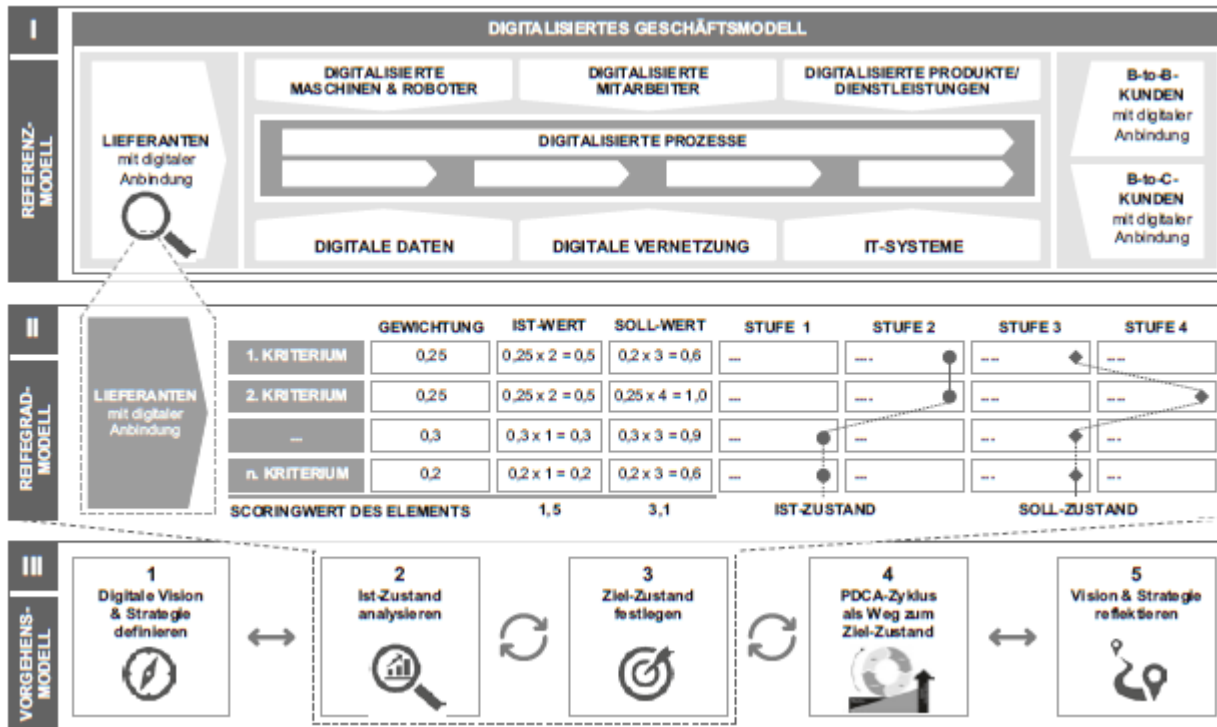 I
REFERENZ-
MODELL
DIGITALISIERTES GESCHÄFTSMODELL
LIEFERANTEN
mit digitaler
Anbindung
DIGITALISIERTE
MASCHINEN & ROBOTER
DIGITALISIERTE
MITARBEITER
DIGITALISIERTE PRODUKTE/
DIENSTLEISTUNGEN
DIGITALISIERTE PROZESSE
DIGITALE DATEN
DIGITALE VERNETZUNG
IT-SYSTEME
B-to-B-
KUNDEN
mit digitaler
Anbindung
B-to-C-
KUNDEN
mit digitaler
Anbindung
II
REIFEGRAD-
MODELL
LIEFERANTEN
mit digitaler
Anbindung
GEWICHTUNG IST-WERT SOLL-WERT STUFE 1 STUFE 2 STUFE 3 STUFE 4
1. KRITERIUM 0,25 0,25 x 2 = 0,5 0,2 x 3 = 0,6 ... .... .... ....
2. KRITERIUM 0,25 0,25 x 2 = 0,5 0,25 x 4 = 1,0 ... ... ... ...
... 0,3 0,3 x 1 = 0,3 0,3 x 3 = 0,9 ... ... ... ...
n. KRITERIUM 0,2 0,2 x 1 = 0,2 0,2 x 3 = 0,6 ... ... ... ...
SCORINGWERT DES ELEMENTS 1,5 3,1 IST-ZUSTAND SOLL-ZUSTAND
III
VORGEHENS-
MODELL
1
Digitale Vision
& Strategie
definieren
2
Ist-Zustand
analysieren
3
Ziel-Zustand
festlegen
4
PDCA-Zyklus
als Weg zum
Ziel-Zustand
5
Vision & Strategie
reflektieren